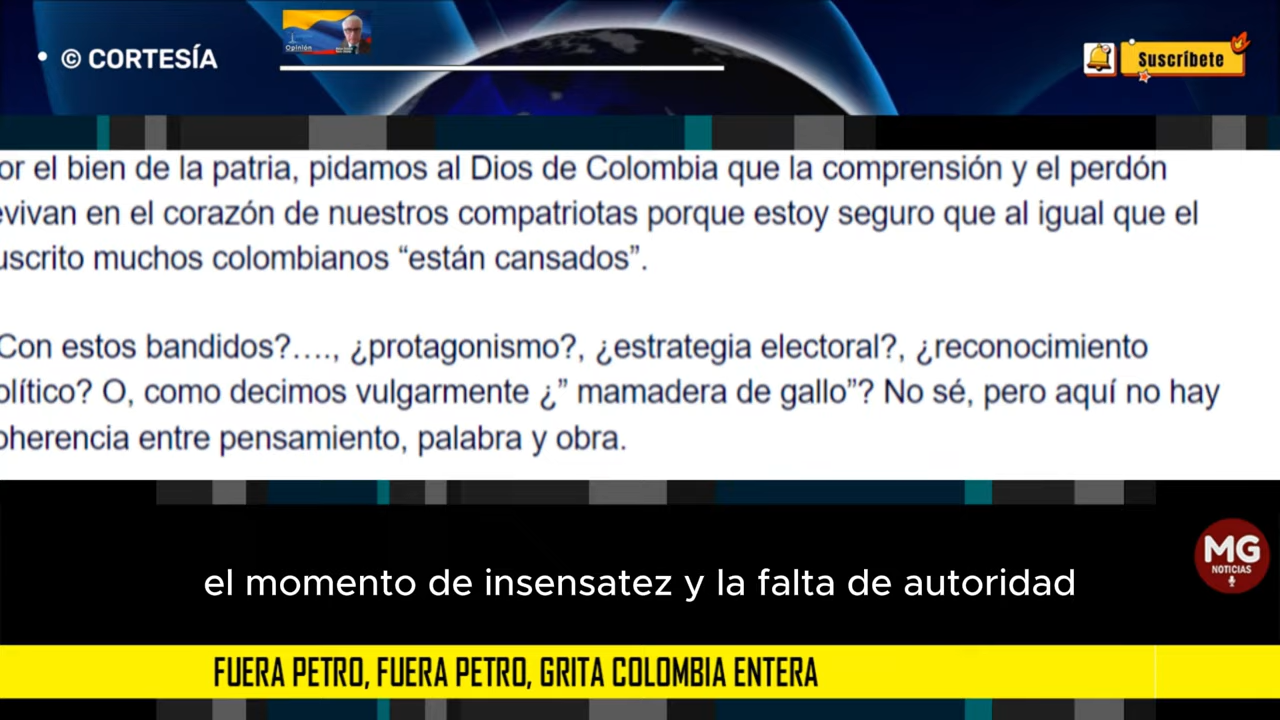 • © CORTESÍA
Opinión
Suscríbete
or el bien de la patria, pidamos al Dios de Colombia que la comprensión y el perdón
evivan en el corazón de nuestros compatriotas porque estoy seguro que al igual que el
uscrito muchos colombianos “están cansados”.
Con estos bandidos?…., ¿protagonismo?, ¿estrategia electoral?, ¿reconocimiento
olítico? O, como decimos vulgarmente ¿” mamadera de gallo”? No sé, pero aquí no hay
oherencia entre pensamiento, palabra y obra.
MG
NOTICIAS
el momento de insensatez y la falta de autoridad
FUERA PETRO, FUERA PETRO, GRITA COLOMBIA ENTERA